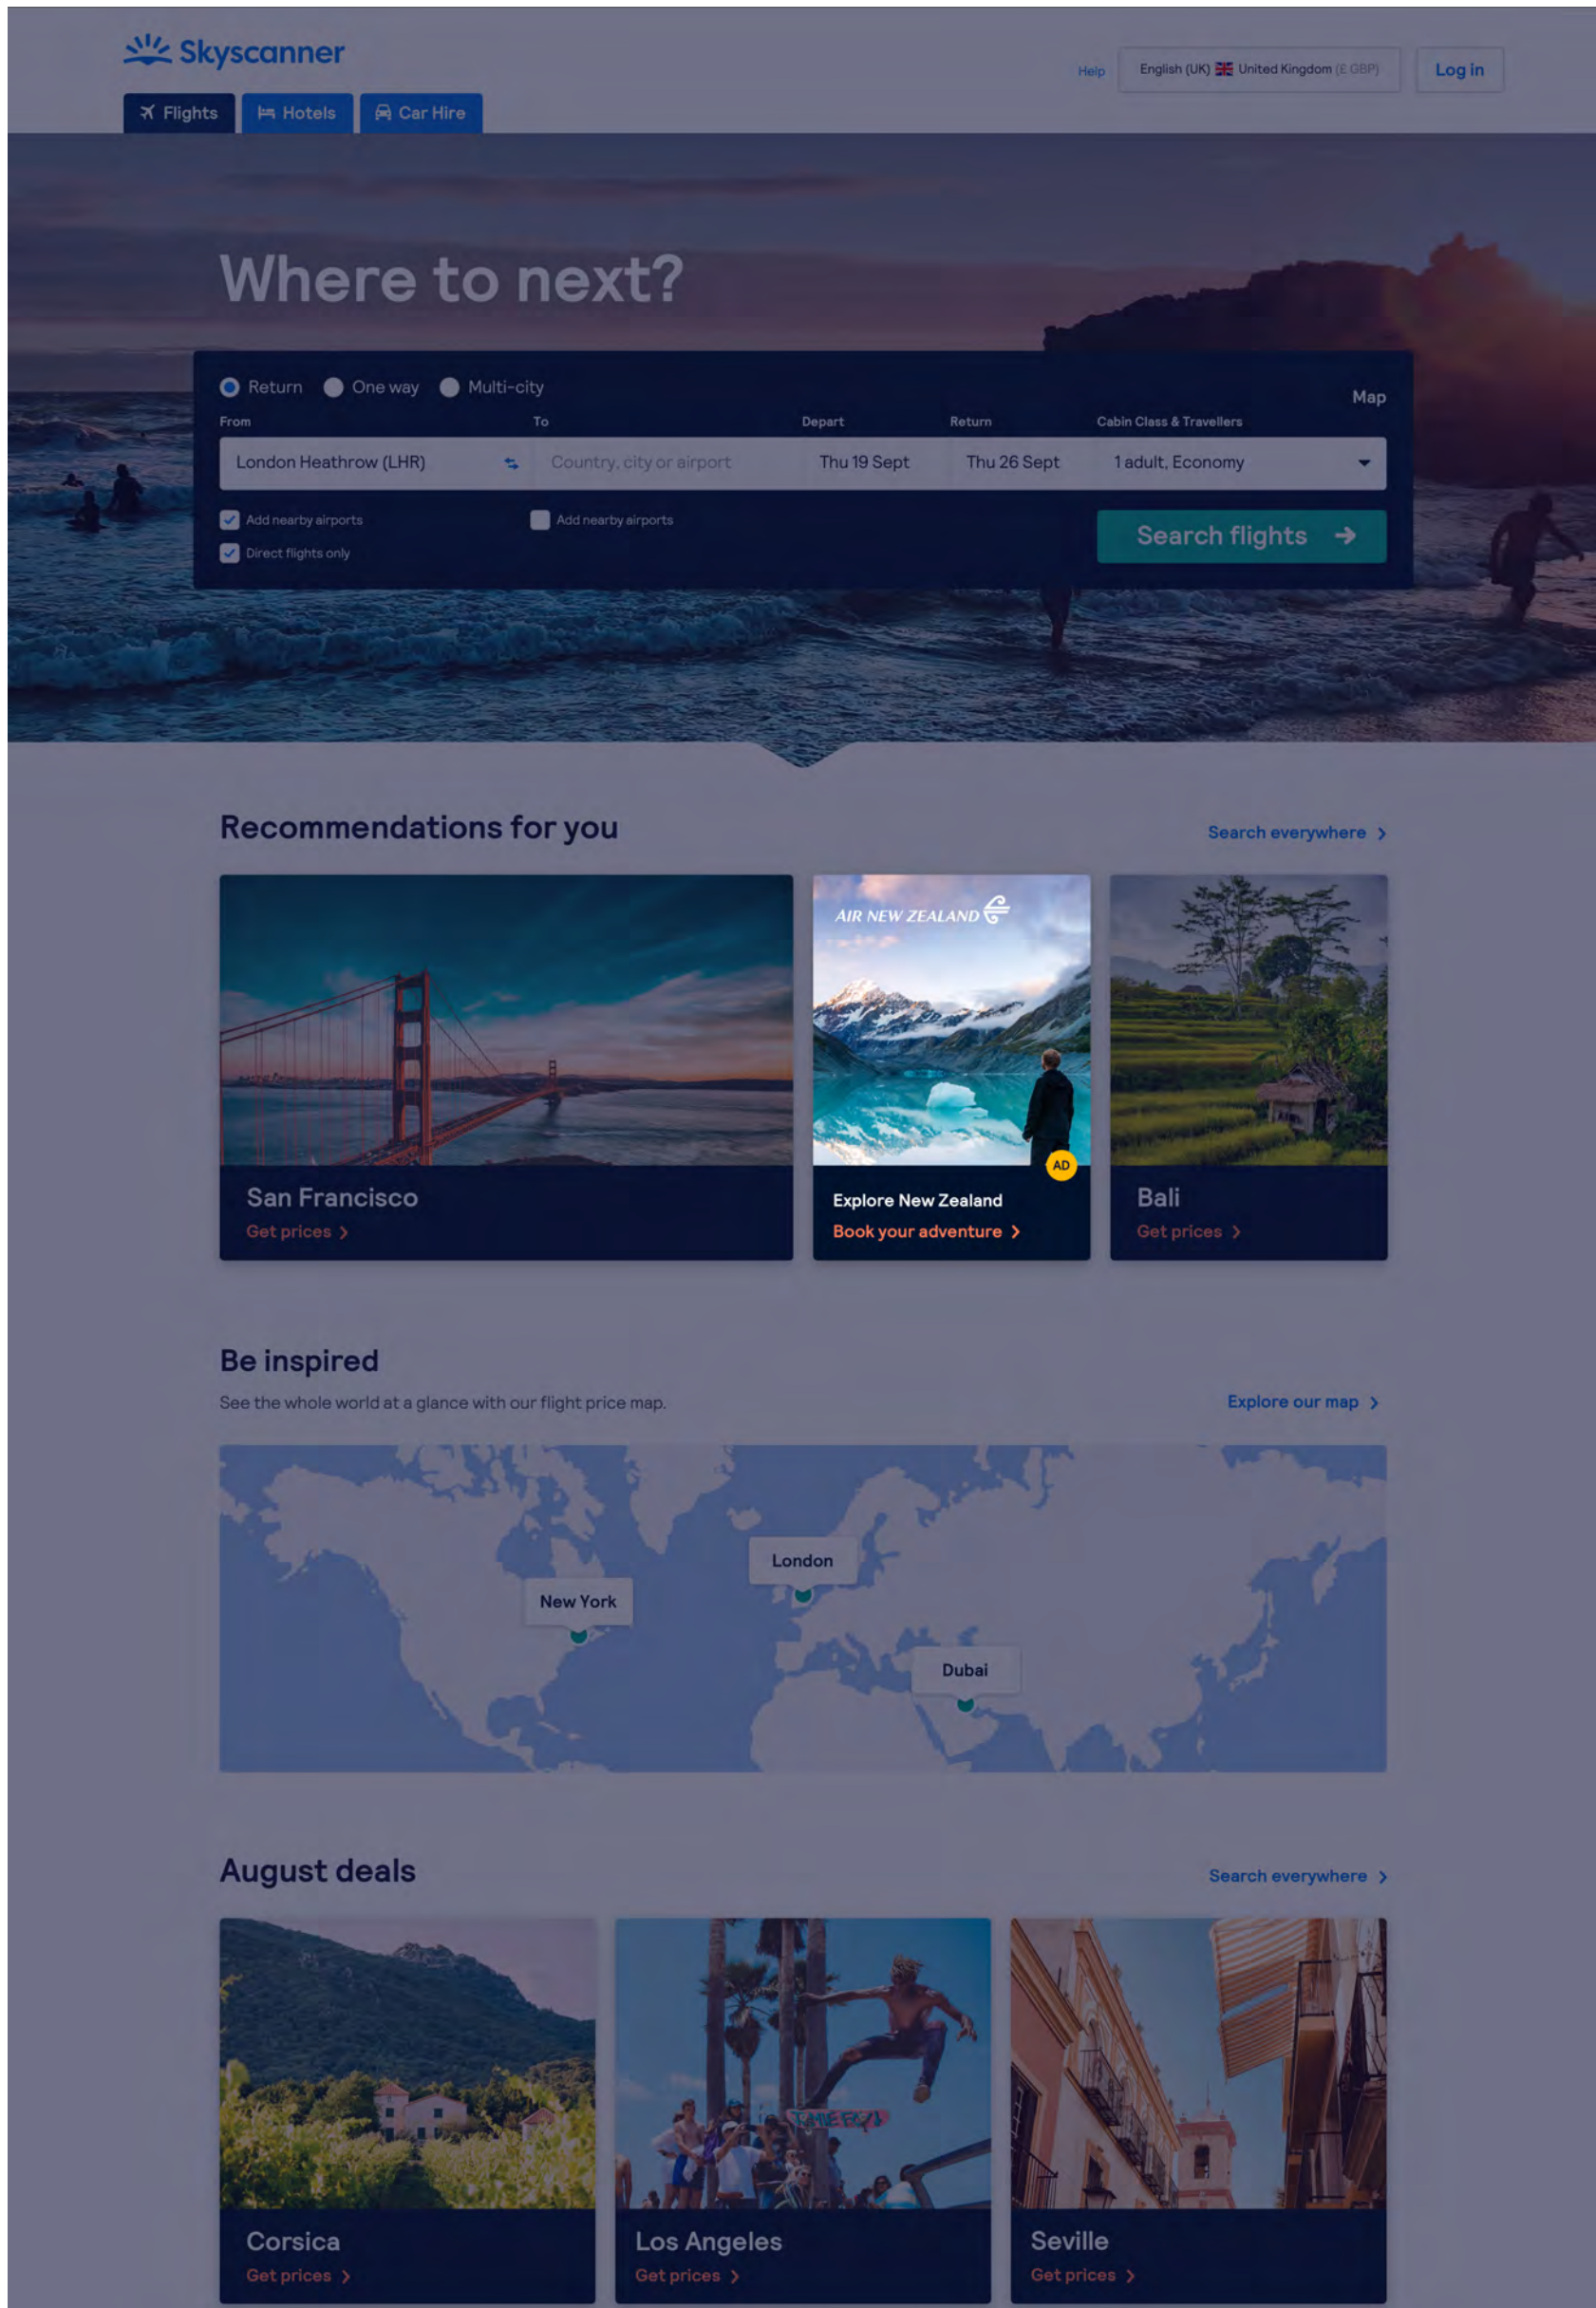 Skyscanner
Help
English (UK) United Kingdom (£ GBP)
Log in
Flights
Hotels
Car Hire
Where to next?
Return One way Multi-city
Map
From To Depart Return Cabin Class & Travellers
London Heathrow (LHR) Country, city or airport Thu 19 Sept Thu 26 Sept 1 adult, Economy
Add nearby airports Add nearby airports
Direct flights only
Search flights
Recommendations for you
Search everywhere
AIR NEW ZEALAND
AD
San Francisco
Get prices
Explore New Zealand
Book your adventure
Bali
Get prices
Be inspired
See the whole world at a glance with our flight price map.
Explore our map
London
New York
Dubai
August deals
Search everywhere
Corsica
Get prices
Los Angeles
Get prices
Seville
Get prices